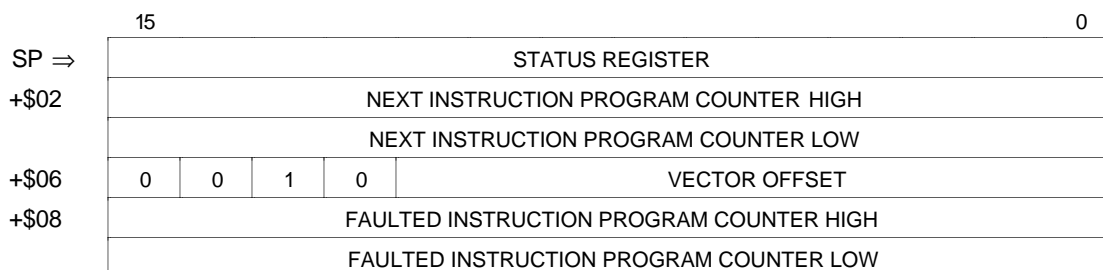 15 0
SP ⇒ STATUS REGISTER
+$02 NEXT INSTRUCTION PROGRAM COUNTER HIGH
NEXT INSTRUCTION PROGRAM COUNTER LOW
+$06 0 0 1 0 VECTOR OFFSET
+$08 FAULTED INSTRUCTION PROGRAM COUNTER HIGH
FAULTED INSTRUCTION PROGRAM COUNTER LOW